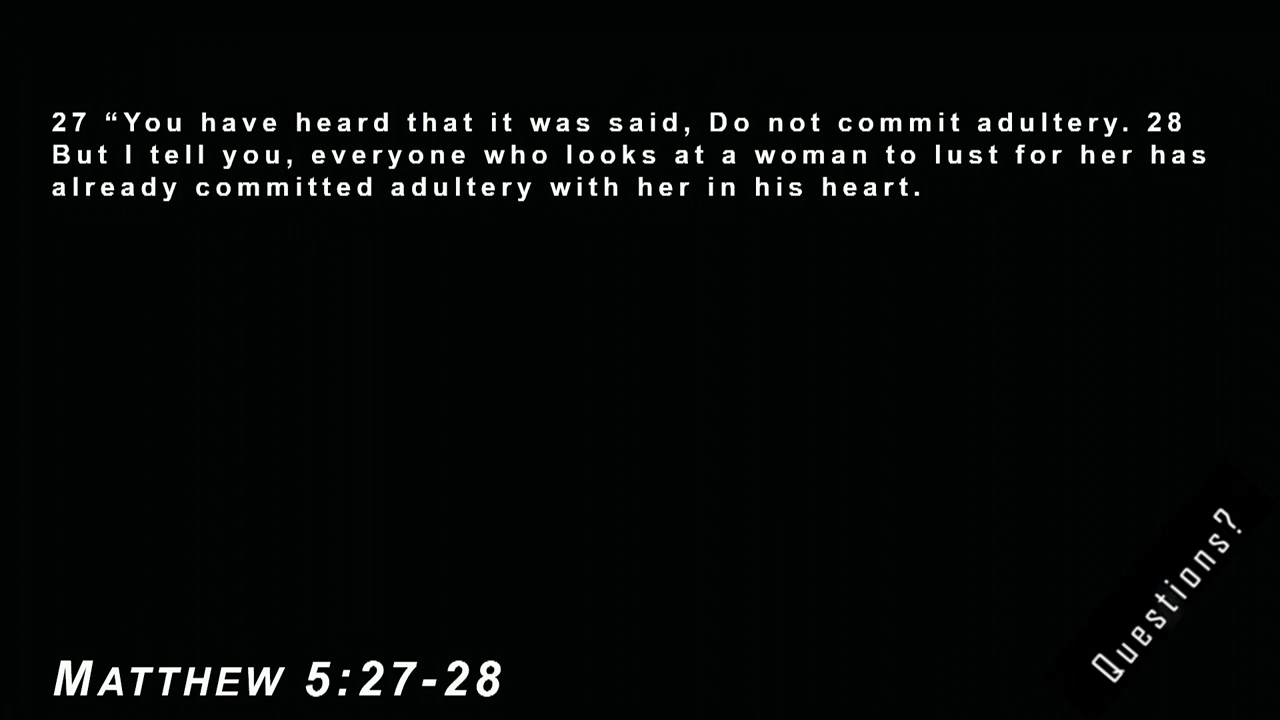 27 “You have heard that it was said, Do not commit adultery. 28
But I tell you, everyone who looks at a woman to lust for her has
already committed adultery with her in his heart.
Questions?
MATTHEW 5:27-28